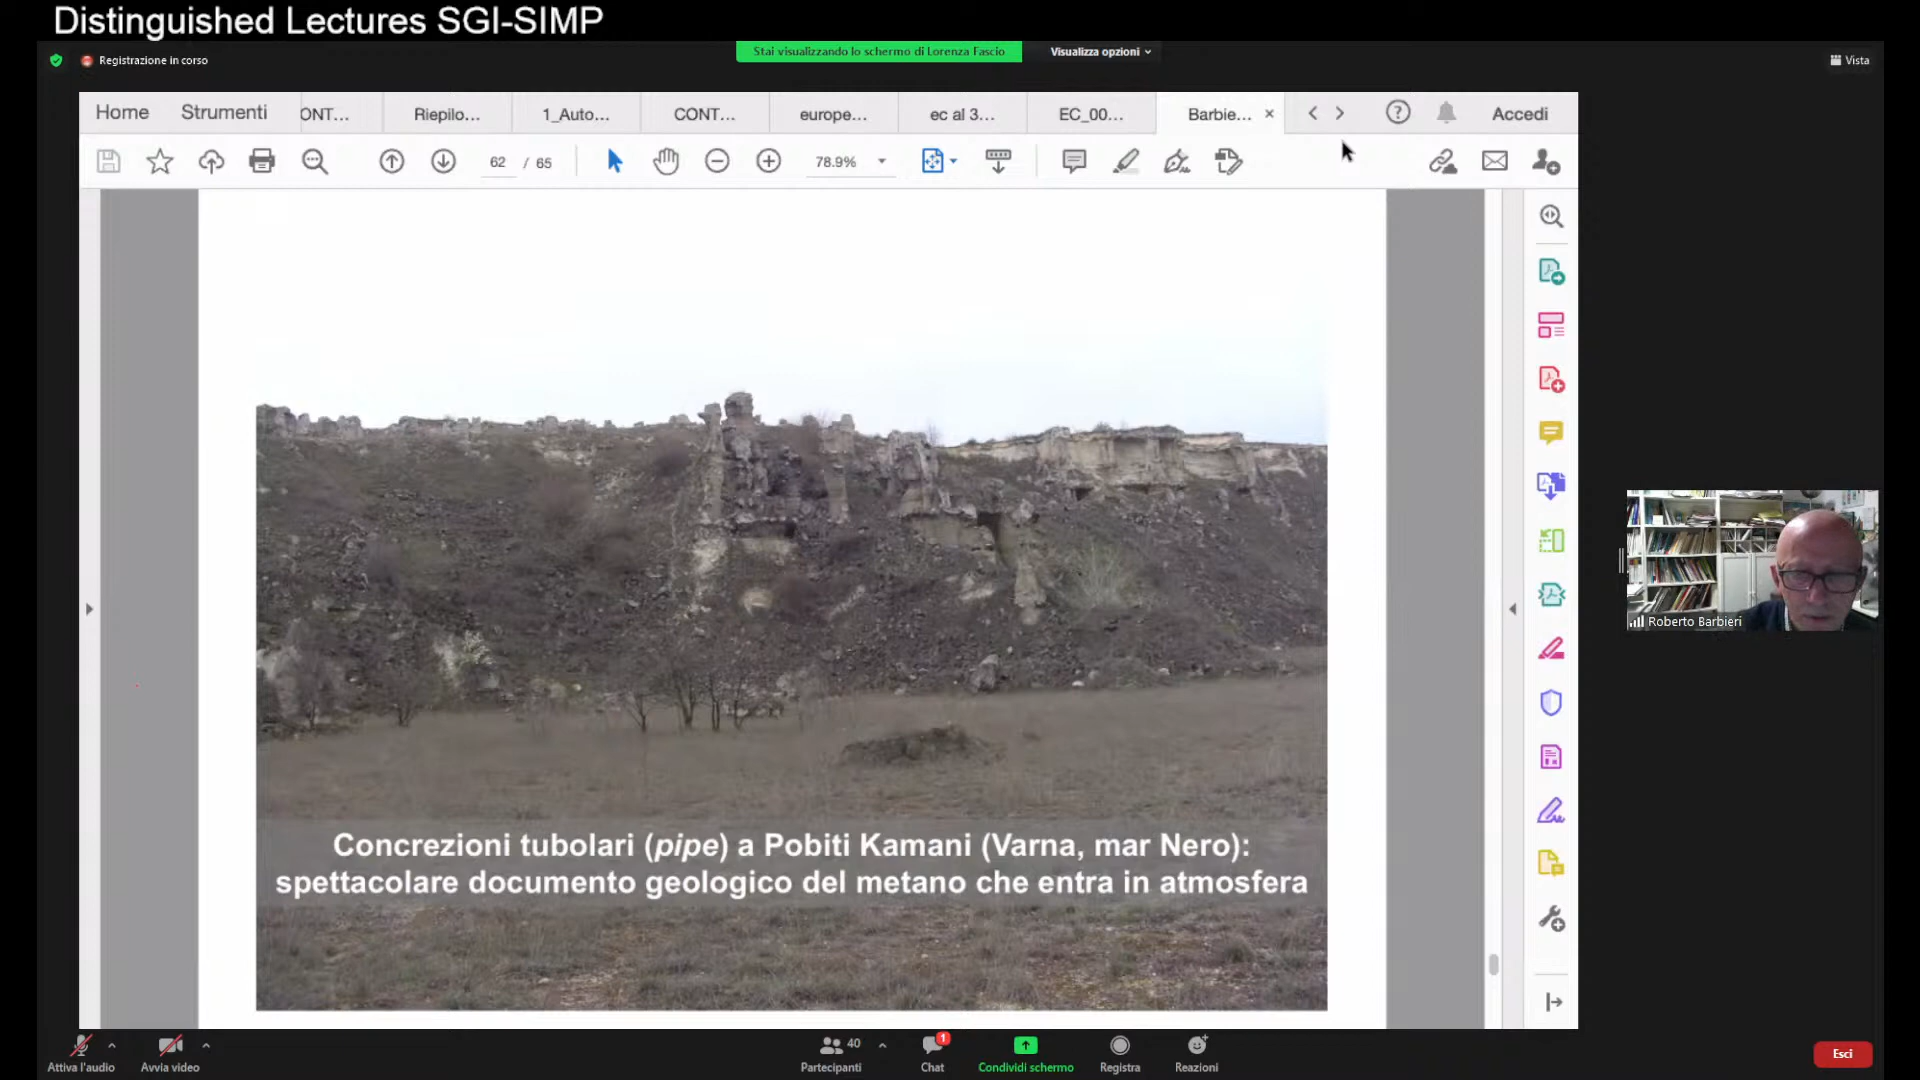 Distinguished Lectures SGI-SIMP
Registrazione in corso
Stai visualizzando lo schermo di Lorenza Fascio
Visualizza opzioni
Vista
Home Strumenti ONT... Riepilo... 1_Auto... CONT... europe... ec al 3... EC_00... Barbie... × Accedi
62 / 65 78.9%
Concrezioni tubolari (pipe) a Pobiti Kamani (Varna, mar Nero):
spettacolare documento geologico del metano che entra in atmosfera
Roberto Barbieri
Attiva l'audio
Avvia video
40
Partecipanti
1
Chat
Condividi schermo
Registra
Reazioni
Esci